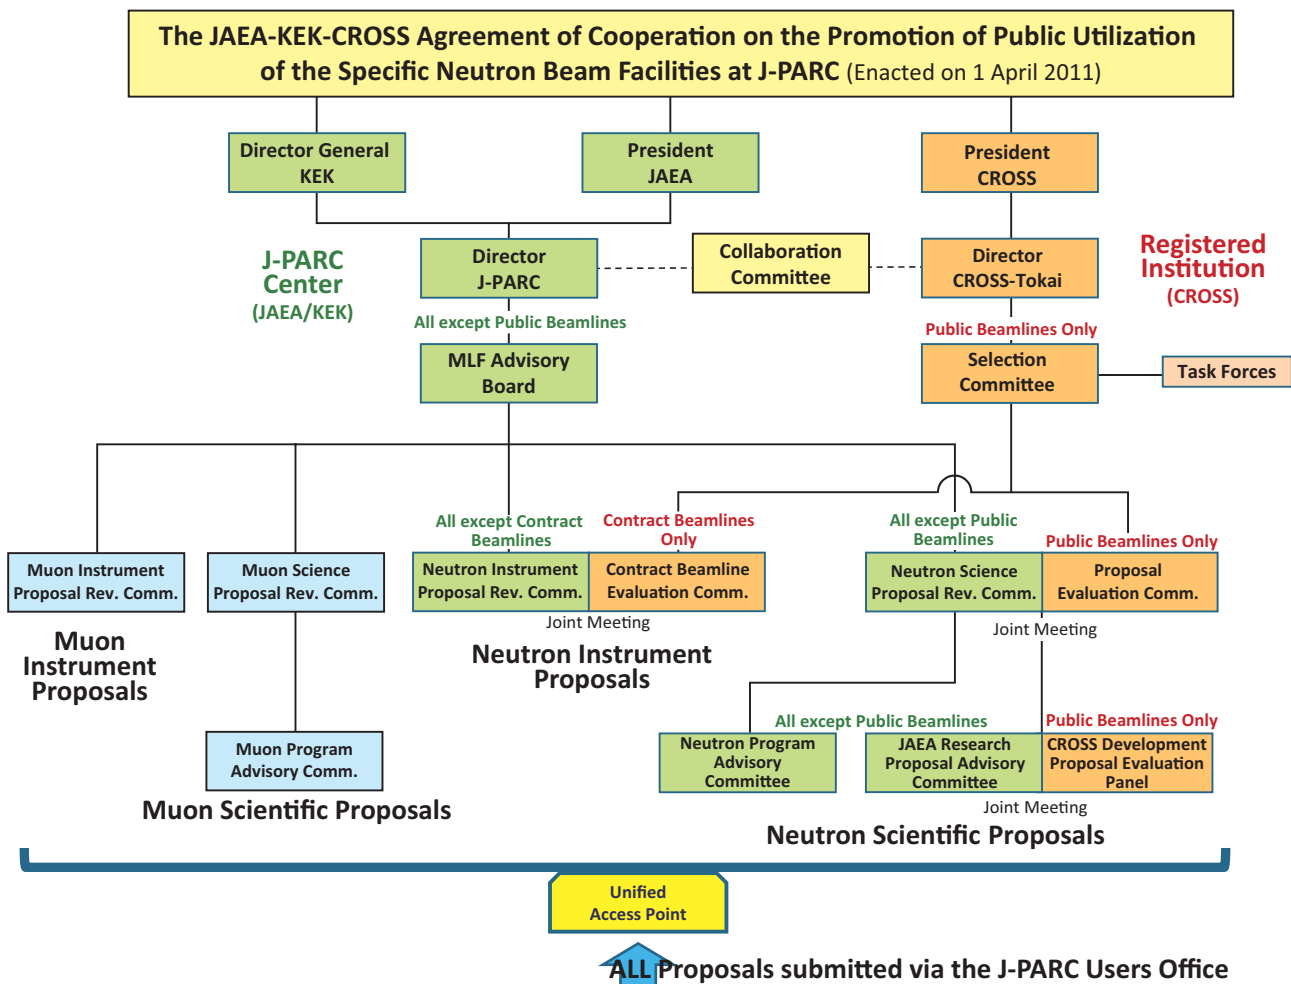 The JAEA-KEK-CROSS Agreement of Cooperation on the Promotion of Public Utilization
of the Specific Neutron Beam Facilities at J-PARC (Enacted on 1 April 2011)
Director General
KEK
President
JAEA
President
CROSS
J-PARC
Center
(JAEA/KEK)
Director
J-PARC
Collaboration
Committee
Director
CROSS-Tokai
Registered
Institution
(CROSS)
All except Public Beamlines
Public Beamlines Only
MLF Advisory
Board
Selection
Committee
Task Forces
All except Contract
Beamlines
Contract Beamlines
Only
All except Public
Beamlines
Public Beamlines Only
Muon Instrument
Proposal Rev. Comm.
Muon Science
Proposal Rev. Comm.
Neutron Instrument
Proposal Rev. Comm.
Contract Beamline
Evaluation Comm.
Neutron Science
Proposal Rev. Comm.
Proposal
Evaluation Comm.
Joint Meeting
Joint Meeting
Muon
Instrument
Proposals
Neutron Instrument
Proposals
All except Public Beamlines
Public Beamlines Only
Muon Program
Advisory Comm.
Neutron Program
Advisory
Committee
JAEA Research
Proposal Advisory
Committee
CROSS Development
Proposal Evaluation
Panel
Joint Meeting
Muon Scientific Proposals
Neutron Scientific Proposals
Unified
Access Point
ALL Proposals submitted via the J-PARC Users Office